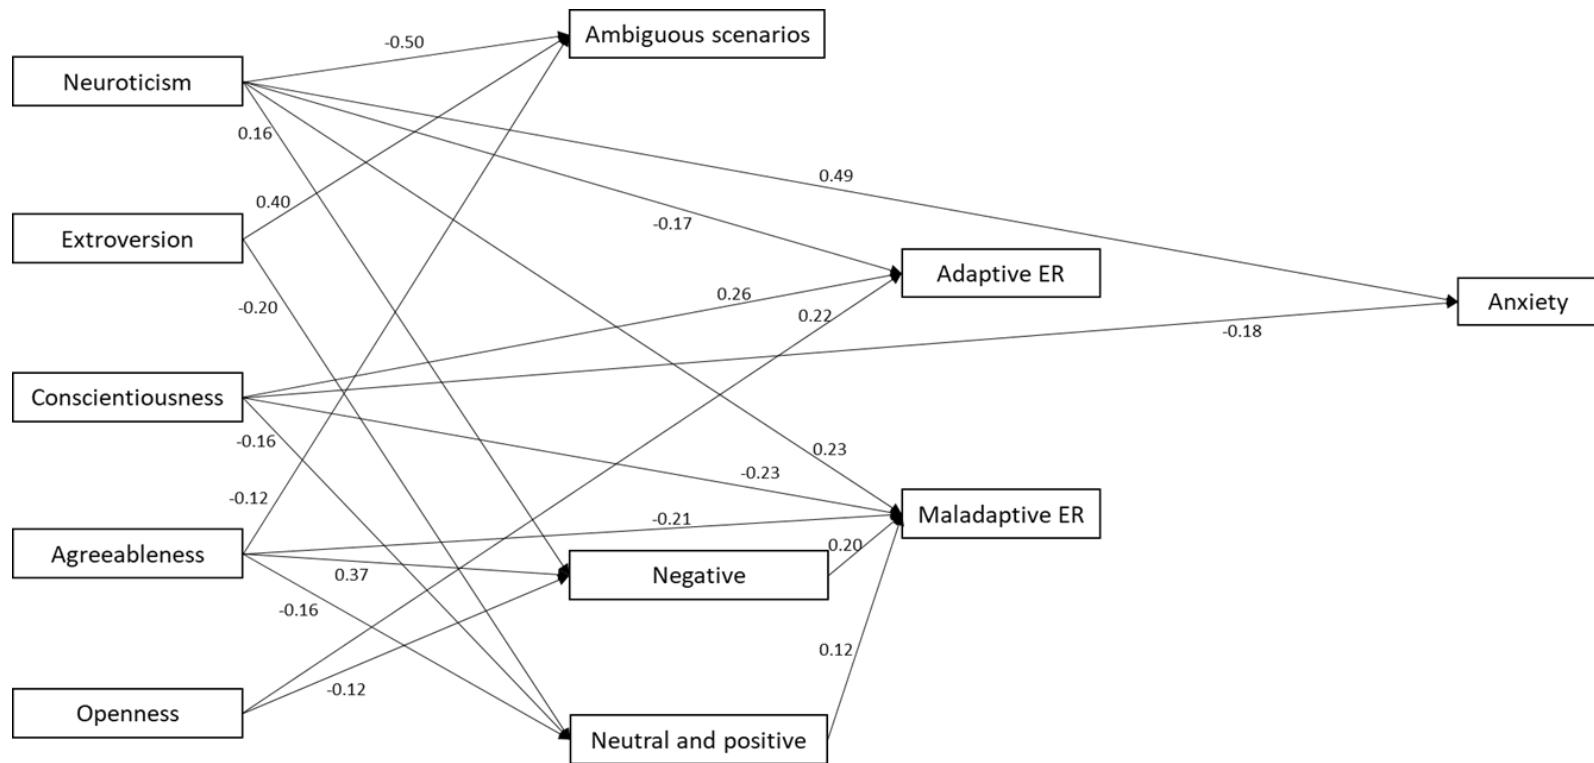 Ambiguous scenarios
-0.50
Neuroticism
0.16
0.49
0.40
-0.17
Extroversion
Adaptive ER
0.26
-0.20
0.22
Anxiety
-0.18
Conscientiousness
-0.16
0.23
-0.23
-0.12
Maladaptive ER
-0.21
Agreeableness
0.20
0.37
Negative
-0.16
0.12
-0.12
Openness
Neutral and positive